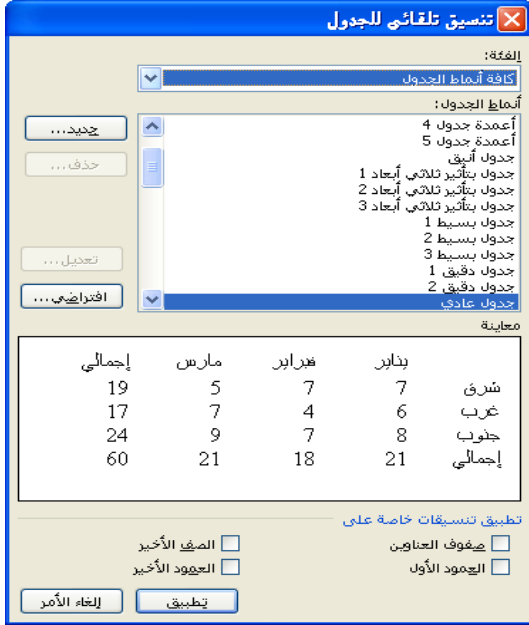 تنسيق تلقائي للجدول
الفئة:
كافة أنماط الجدول
أنماط الجدول:
أعمدة جدول 4
أعمدة جدول 5
جدول أنيق
جدول بتأثير ثلاثي أبعاد 1
جدول بتأثير ثلاثي أبعاد 2
جدول بتأثير ثلاثي أبعاد 3
جدول بسيط 1
جدول بسيط 2
جدول بسيط 3
جدول دقيق 1
جدول دقيق 2
جدول عادي
جديد...
حذف...
تعديل...
افتراضي...
معاينة
يناير فبراير مارس إجمالي
شرق 7 7 5 19
غرب 6 4 7 17
جنوب 8 7 9 24
إجمالي 21 18 21 60
تطبيق تنسيقات خاصة على
صفوف العناوين الصف الأخير
العمود الأول العمود الأخير
تطبيق إلغاء الأمر